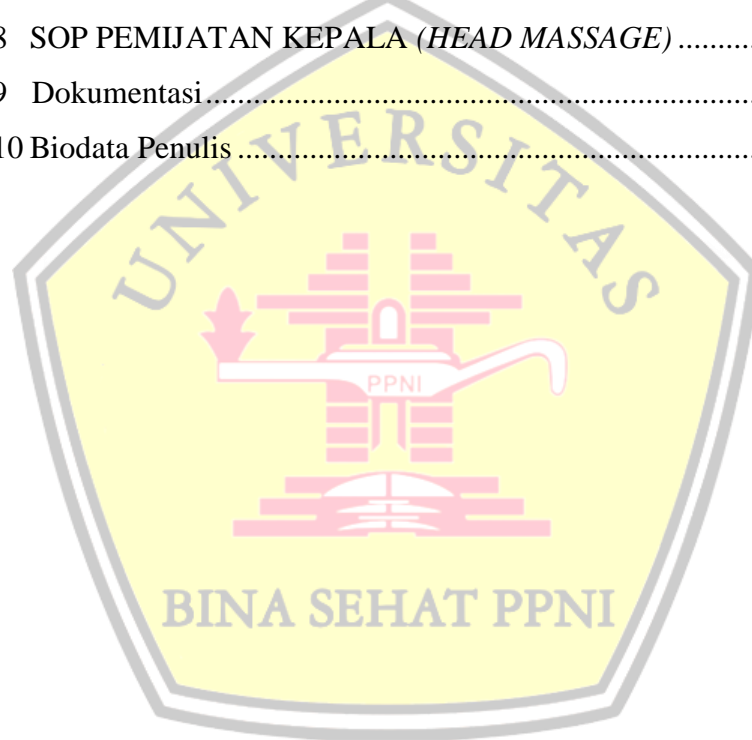 8 SOP PEMIJATAN KEPALA (HEAD MASSAGE) ..........
9 Dokumentasi..........................................................................
10 Biodata Penulis ....................................................................
UNIVERSITAS
PPNI
BINA SEHAT PPNI